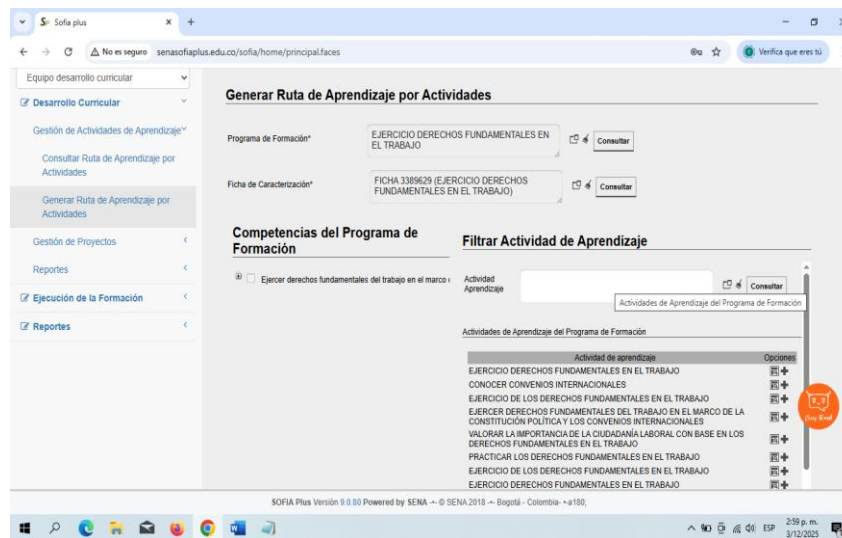 Sofia plus
No es seguro senasofiaplus.edu.co/sofia/home/principal.faces
Verifica que eres tú
Equipo desarrollo curricular
Desarrollo Curricular
Gestión de Actividades de Aprendizaje
Consultar Ruta de Aprendizaje por
Actividades
Generar Ruta de Aprendizaje por
Actividades
Gestión de Proyectos
Reportes
Ejecución de la Formación
Reportes
Generar Ruta de Aprendizaje por Actividades
Programa de Formación*
EJERCICIO DERECHOS FUNDAMENTALES EN
EL TRABAJO
Consultar
Ficha de Caracterización*
FICHA 3389629 (EJERCICIO DERECHOS
FUNDAMENTALES EN EL TRABAJO)
Consultar
Competencias del Programa de
Formación
Ejercer derechos fundamentales del trabajo en el marco
Filtrar Actividad de Aprendizaje
Actividad
Aprendizaje
Consultar
Actividades de Aprendizaje del Programa de Formación
Actividades de Aprendizaje del Programa de Formación
Actividad de aprendizaje Opciones
EJERCICIO DERECHOS FUNDAMENTALES EN EL TRABAJO
CONOCER CONVENIOS INTERNACIONALES
EJERCICIO DE LOS DERECHOS FUNDAMENTALES EN EL TRABAJO
EJERCER DERECHOS FUNDAMENTALES DEL TRABAJO EN EL MARCO DE LA
CONSTITUCIÓN POLÍTICA Y LOS CONVENIOS INTERNACIONALES
VALORAR LA IMPORTANCIA DE LA CIUDADANÍA LABORAL CON BASE EN LOS
DERECHOS FUNDAMENTALES EN EL TRABAJO
PRACTICAR LOS DERECHOS FUNDAMENTALES EN EL TRABAJO
EJERCICIO DE LOS DERECHOS FUNDAMENTALES EN EL TRABAJO
EJERCICIO DERECHOS FUNDAMENTALES EN EL TRABAJO
SOFIA Plus Versión 9.0.80 Powered by SENA -•- © SENA 2018 -•- Bogotá - Colombia- •-a180;
ESP
2:59 p. m.
3/12/2025